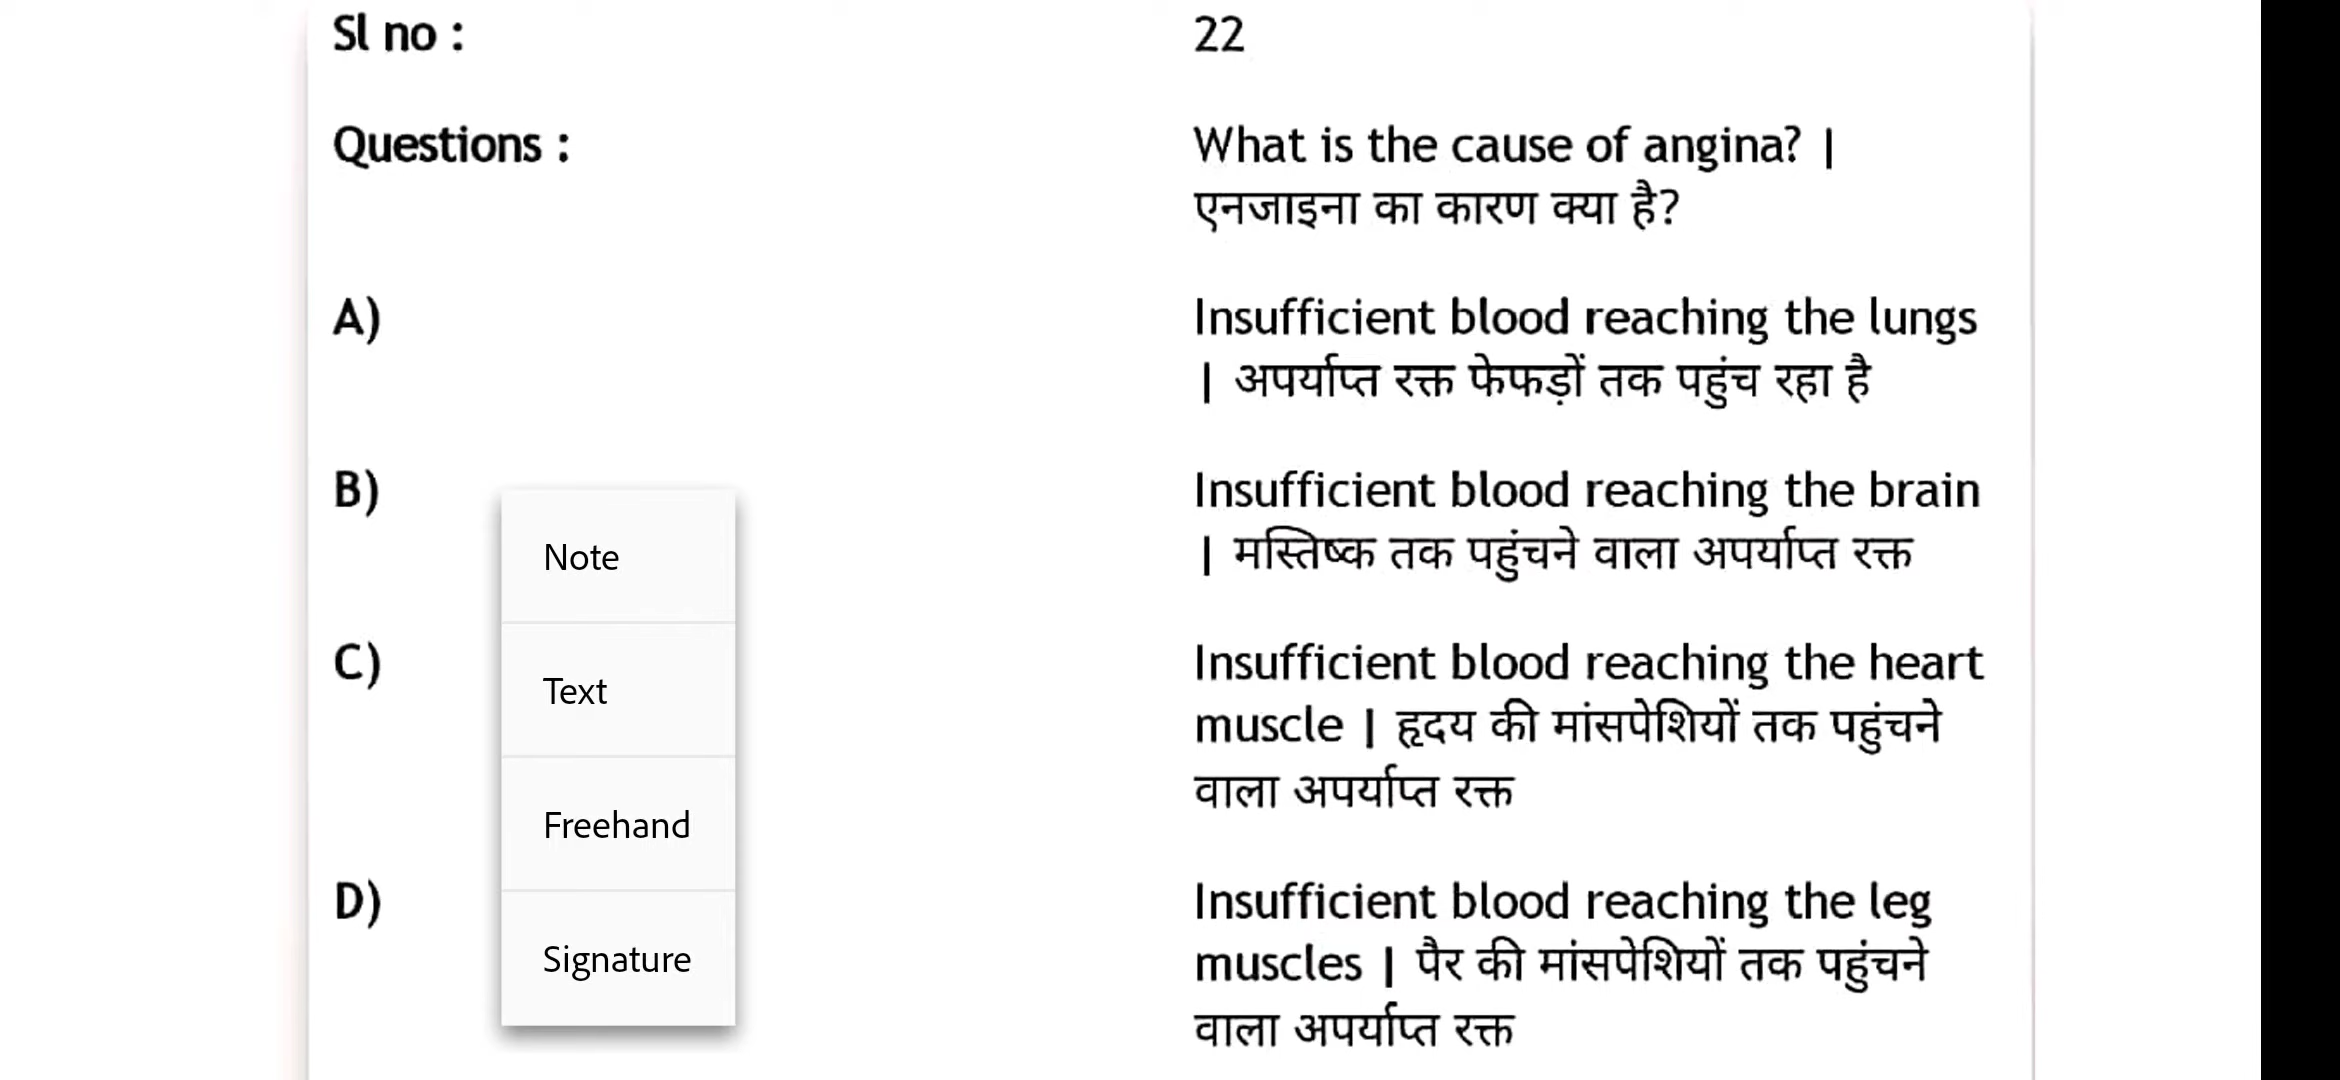 Sl no :	22
Questions :	What is the cause of angina? |
एनजाइना का कारण क्या है?
A)	Insufficient blood reaching the lungs
| अपर्याप्त रक्त फेफड़ों तक पहुंच रहा है
B)	Insufficient blood reaching the brain
| मस्तिष्क तक पहुंचने वाला अपर्याप्त रक्त
C)	Insufficient blood reaching the heart
muscle | हृदय की मांसपेशियों तक पहुंचने
वाला अपर्याप्त रक्त
D)	Insufficient blood reaching the leg
muscles | पैर की मांसपेशियों तक पहुंचने
वाला अपर्याप्त रक्त
Note
Text
Freehand
Signature